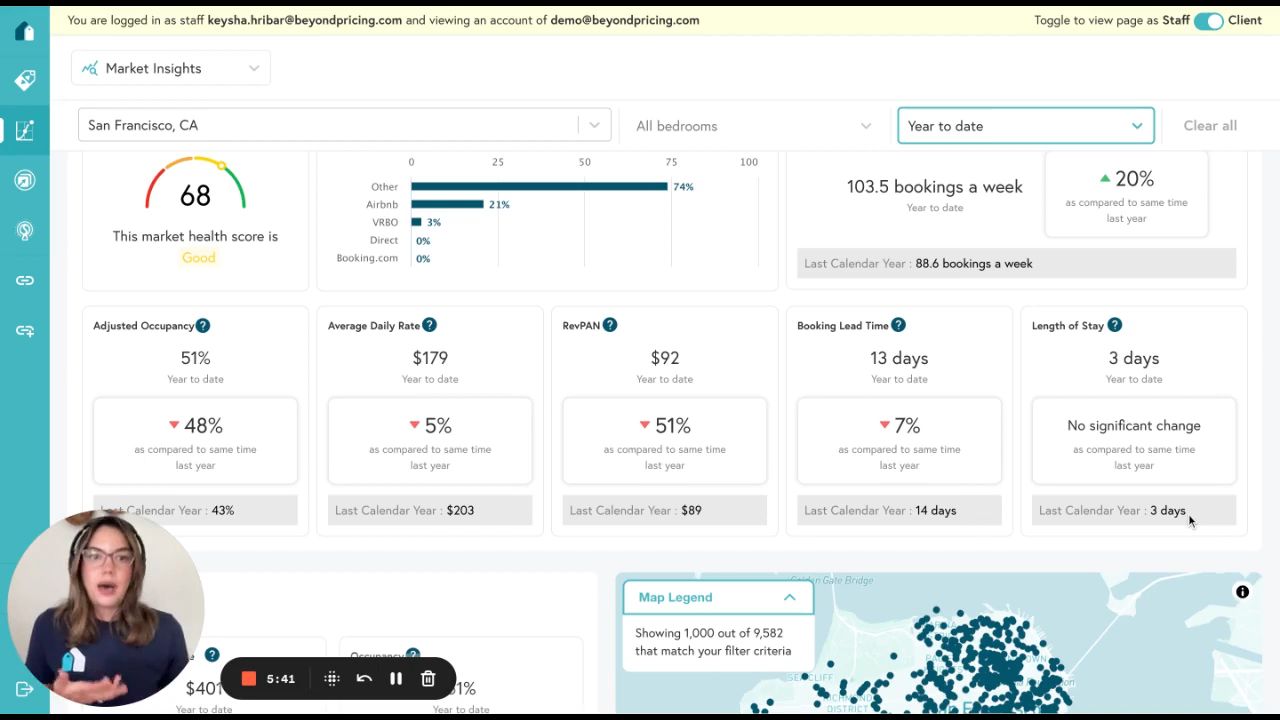 You are logged in as staff keysha.hribar@beyondpricing.com and viewing an account of demo@beyondpricing.com
Toggle to view page as Staff Client
Market Insights
San Francisco, CA
All bedrooms
Year to date
Clear all
68
This market health score is
Good
0 25 50 75 100
Other 74%
Airbnb 21%
VRBO 3%
Direct 0%
Booking.com 0%
103.5 bookings a week
Year to date
20%
as compared to same time
last year
Last Calendar Year : 88.6 bookings a week
Adjusted Occupancy ?
51%
Year to date
48%
as compared to same time
last year
Last Calendar Year : 43%
Average Daily Rate ?
$179
Year to date
5%
as compared to same time
last year
Last Calendar Year : $203
RevPAN ?
$92
Year to date
51%
as compared to same time
last year
Last Calendar Year : $89
Booking Lead Time ?
13 days
Year to date
7%
as compared to same time
last year
Last Calendar Year : 14 days
Length of Stay ?
3 days
Year to date
No significant change
as compared to same time
last year
Last Calendar Year : 3 days
?
$401
Year to date
Occupancy ?
1%
Year to date
5:41
Golden Gate Bridge
Map Legend
Showing 1,000 out of 9,582
that match your filter criteria
SEACLIFF
RICHMOND
DISTRICT